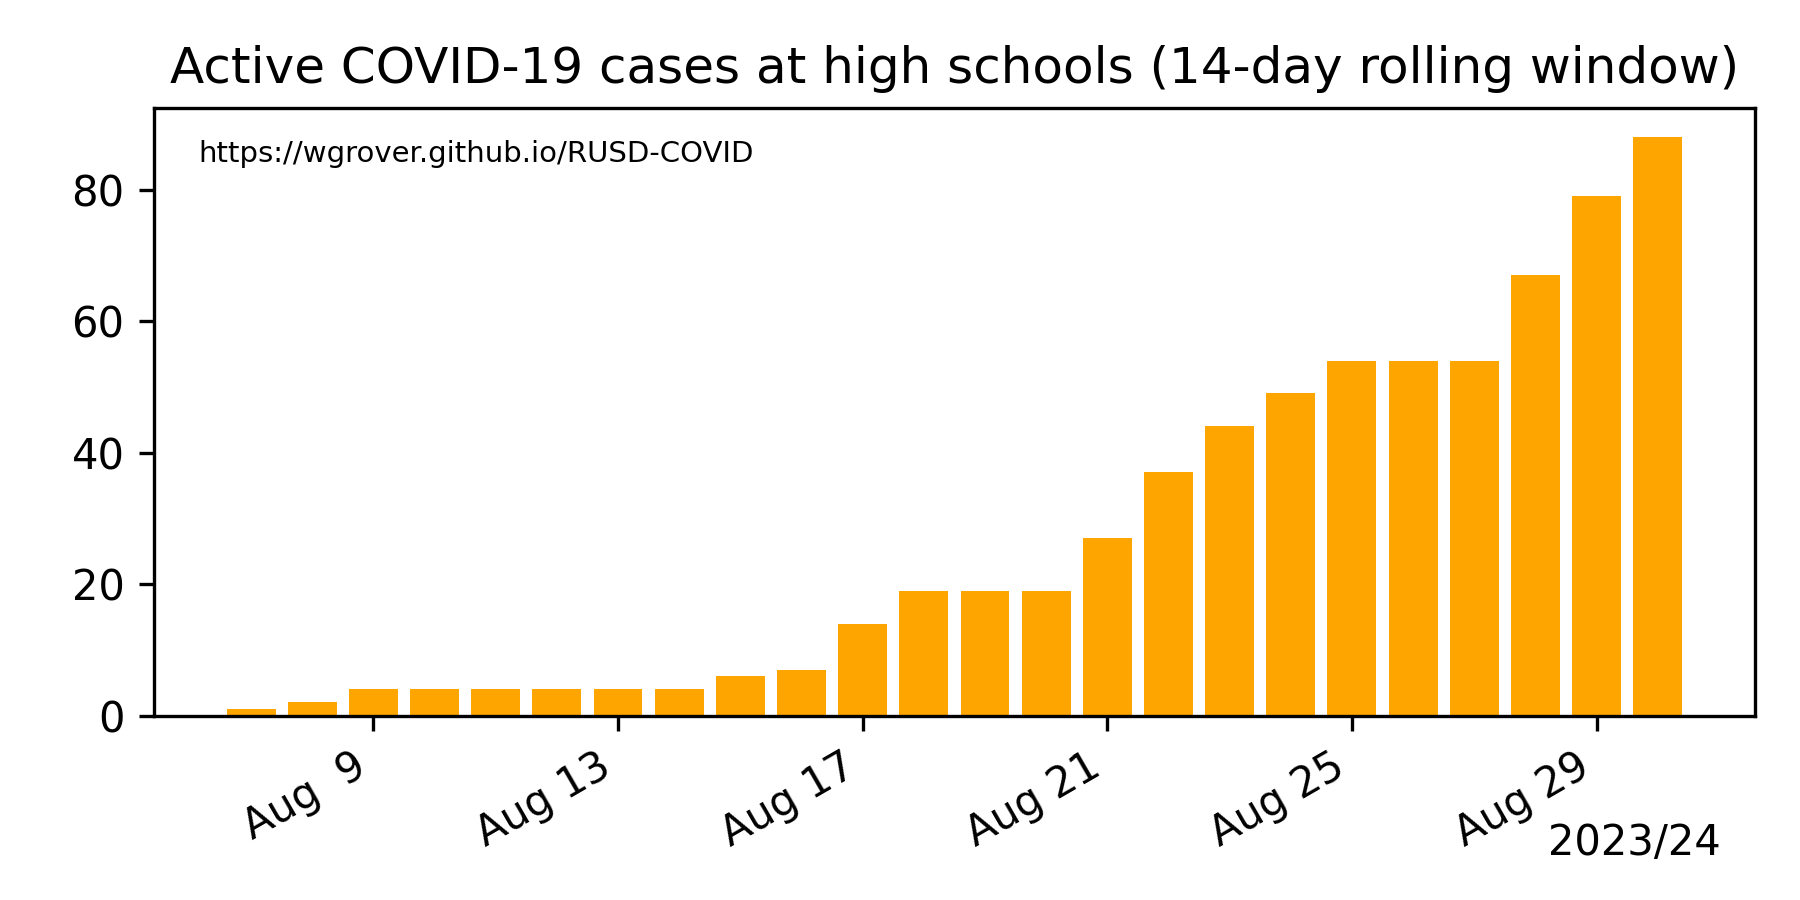 Active COVID-19 cases at high schools (14-day rolling window)
https://wgrover.github.io/RUSD-COVID
80
60
40
20
0
Aug 9
Aug 13
Aug 17
Aug 21
Aug 25
Aug 29
2023/24